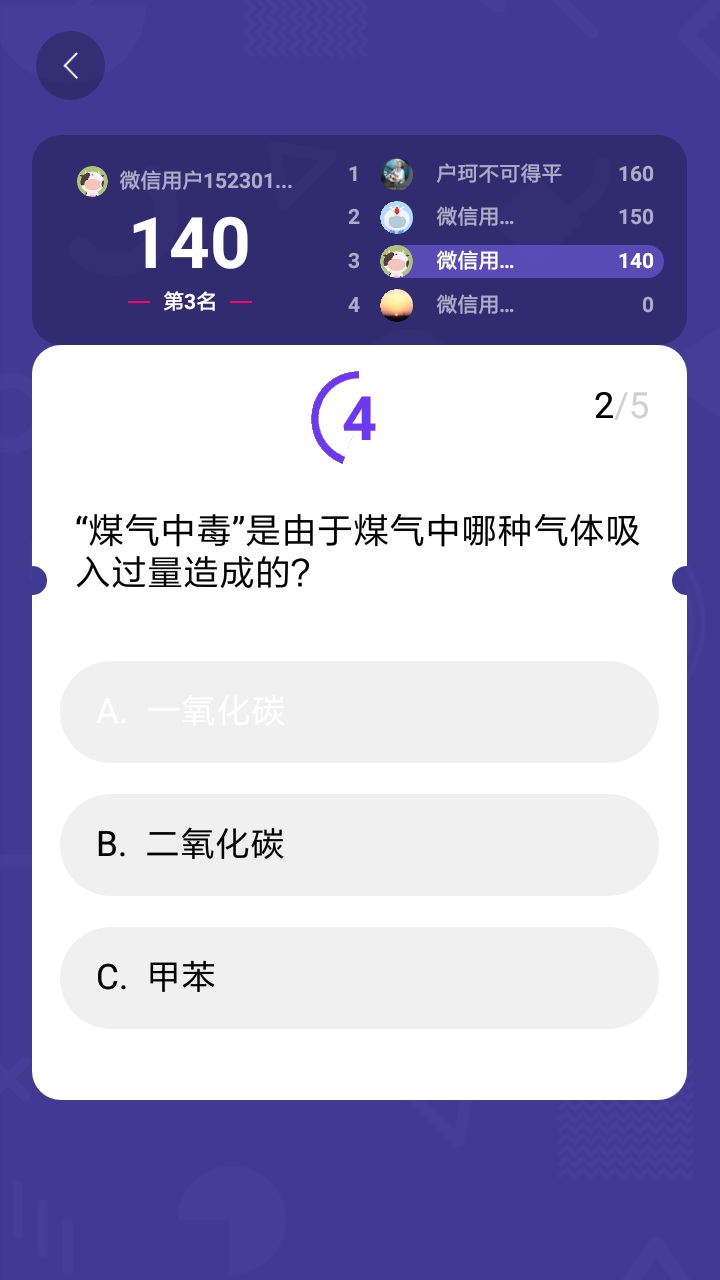 微信用户152301...
140
第3名
1 户珂不可得平 160
2 微信用... 150
3 微信用... 140
4 微信用... 0
4
2/5
“煤气中毒”是由于煤气中哪种气体吸
入过量造成的?
A. 一氧化碳
B. 二氧化碳
C. 甲苯